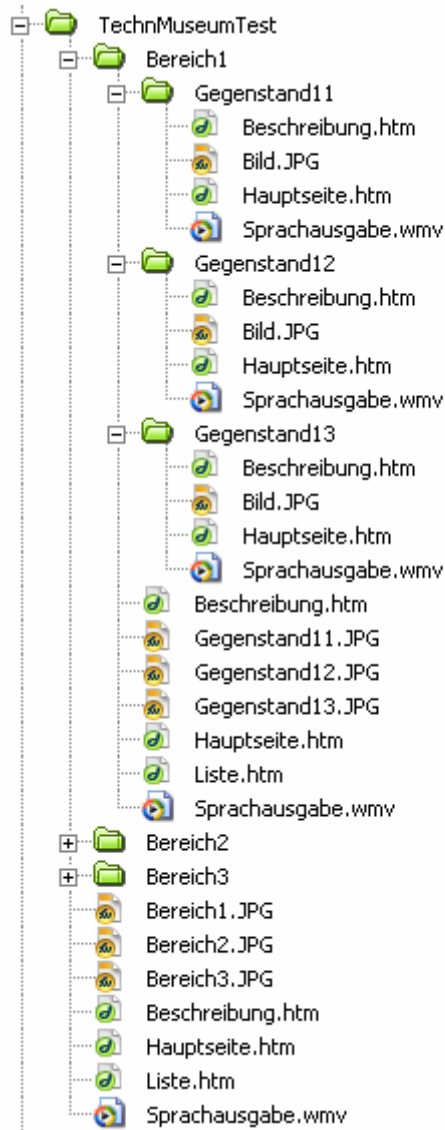 TechnMuseumTest
Bereich1
Gegenstand11
Beschreibung.htm
Bild.JPG
Hauptseite.htm
Sprachausgabe.wmv
Gegenstand12
Beschreibung.htm
Bild.JPG
Hauptseite.htm
Sprachausgabe.wmv
Gegenstand13
Beschreibung.htm
Bild.JPG
Hauptseite.htm
Sprachausgabe.wmv
Beschreibung.htm
Gegenstand11.JPG
Gegenstand12.JPG
Gegenstand13.JPG
Hauptseite.htm
Liste.htm
Sprachausgabe.wmv
Bereich2
Bereich3
Bereich1.JPG
Bereich2.JPG
Bereich3.JPG
Beschreibung.htm
Hauptseite.htm
Liste.htm
Sprachausgabe.wmv